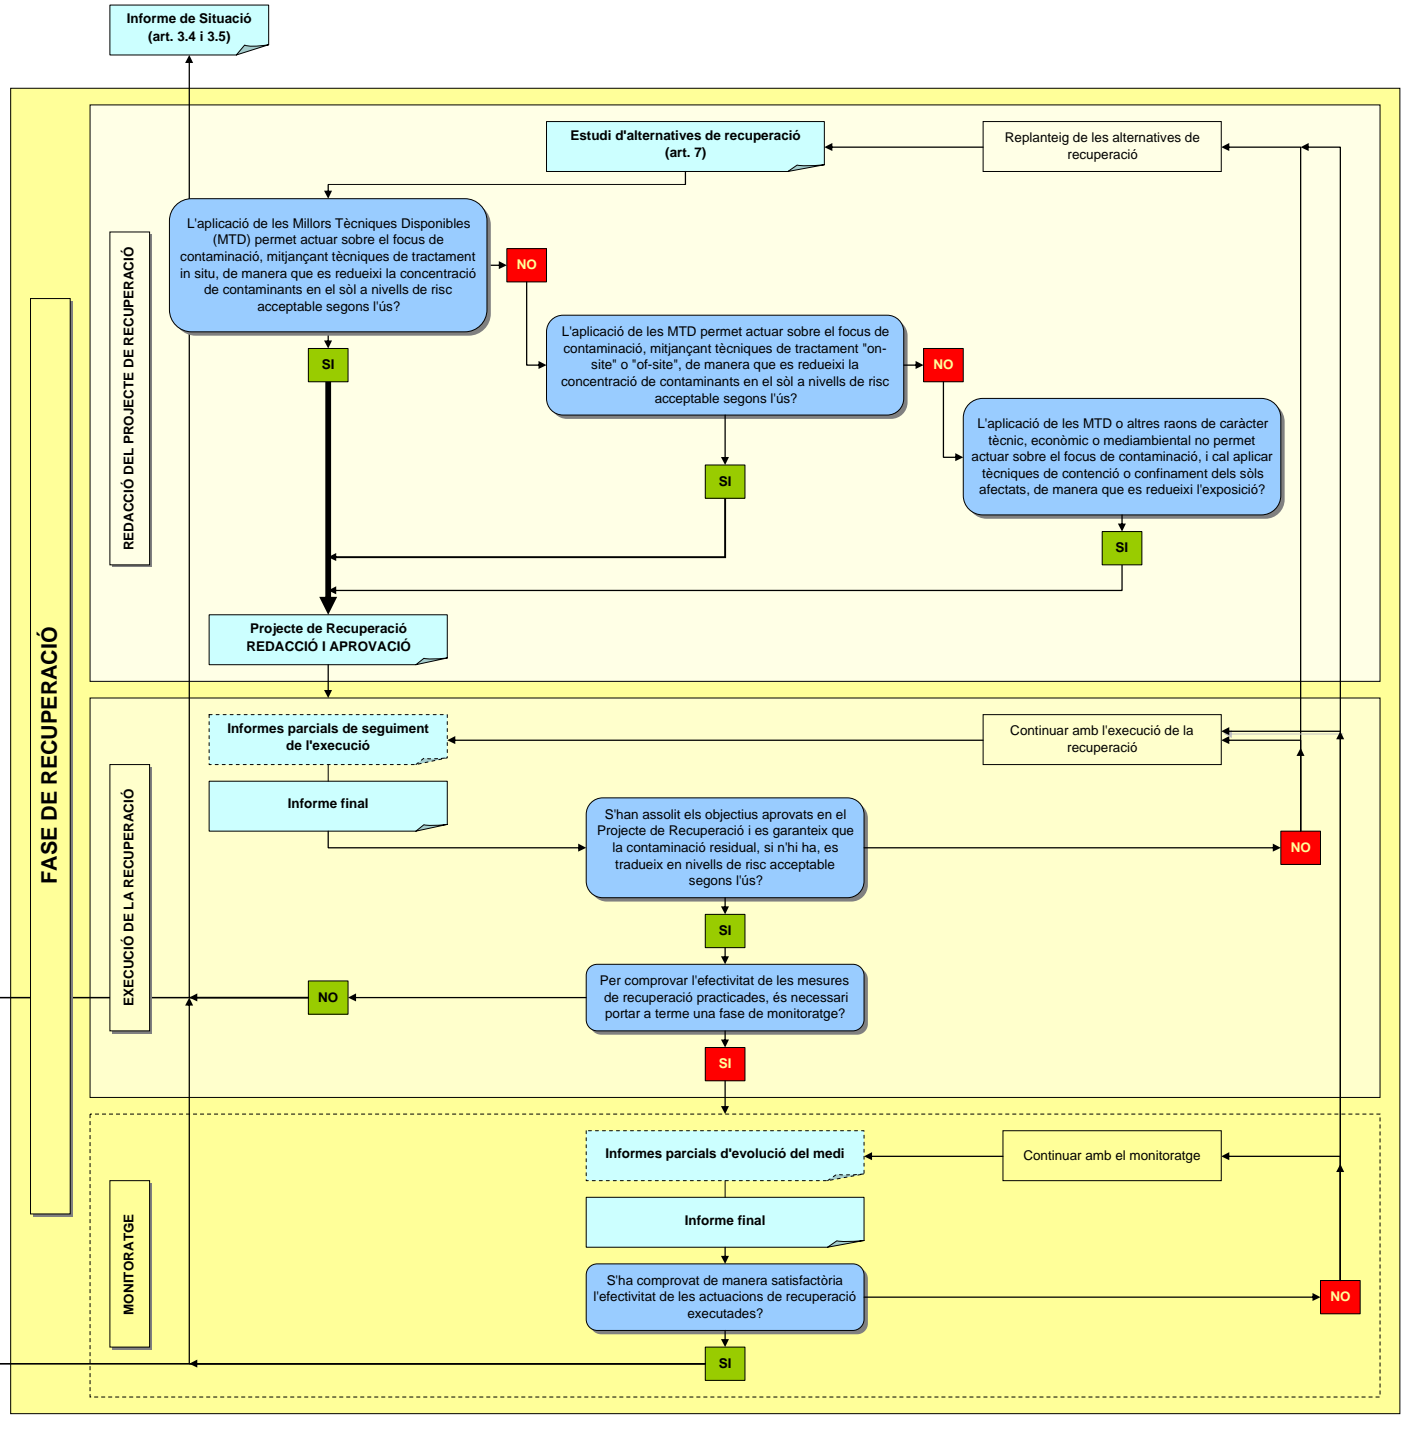 Informe de Situació
(art. 3.4 i 3.5)
Estudi d'alternatives de recuperació
(art. 7)
Replanteig de les alternatives de
recuperació
L'aplicació de les Millors Tècniques Disponibles
(MTD) permet actuar sobre el focus de
contaminació, mitjançant tècniques de tractament
in situ, de manera que es redueixi la concentració
de contaminants en el sòl a nivells de risc
acceptable segons l'ús?
NO
SI
L'aplicació de les MTD permet actuar sobre el focus de
contaminació, mitjançant tècniques de tractament "on-
site" o "of-site", de manera que es redueixi la
concentració de contaminants en el sòl a nivells de risc
acceptable segons l'ús?
NO
SI
L'aplicació de les MTD o altres raons de caràcter
tècnic, econòmic o mediambiental no permet
actuar sobre el focus de contaminació, i cal aplicar
tècniques de contenció o confinament dels sòls
afectats, de manera que es redueixi l'exposició?
SI
REDACCIÓ DEL PROJECTE DE RECUPERACIÓ
Projecte de Recuperació
REDACCIÓ I APROVACIÓ
FASE DE RECUPERACIÓ
Informes parcials de seguiment
de l'execució
Continuar amb l'execució de la
recuperació
Informe final
S'han assolit els objectius aprovats en el
Projecte de Recuperació i es garanteix que
la contaminació residual, si n'hi ha, es
tradueix en nivells de risc acceptable
segons l'ús?
NO
SI
EXECUCIÓ DE LA RECUPERACIÓ
Per comprovar l'efectivitat de les mesures
de recuperació practicades, és necessari
portar a terme una fase de monitoratge?
NO
SI
Informes parcials d'evolució del medi
Continuar amb el monitoratge
Informe final
MONITORATGE
S'ha comprovat de manera satisfactòria
l'efectivitat de les actuacions de recuperació
executades?
NO
SI